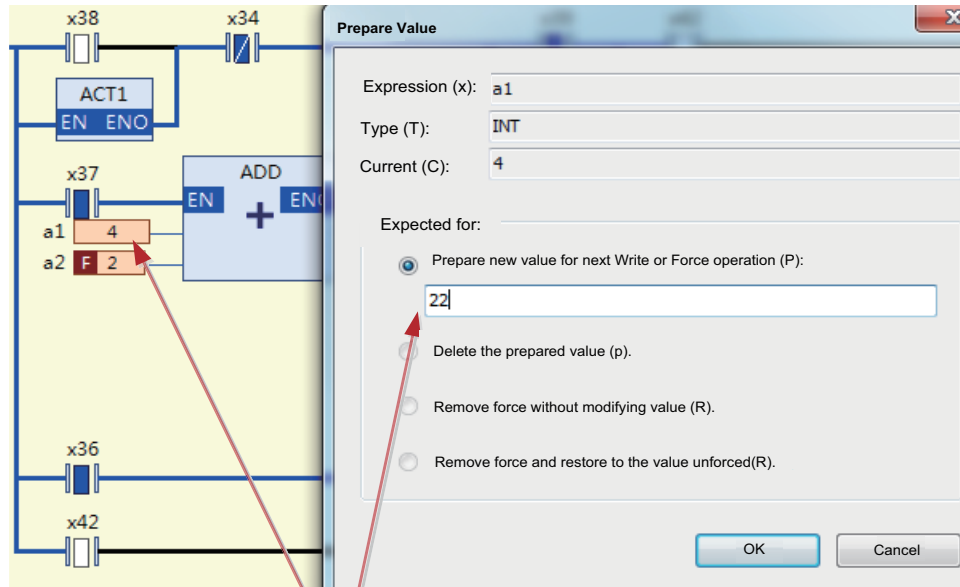 x38
x34
ACT1
EN ENO
x37
ADD
EN
a1 4
a2 F 2
x36
x42
Prepare Value
Expression (x): a1
Type (T): INT
Current (C): 4
Expected for:
Prepare new value for next Write or Force operation (P):
22
Delete the prepared value (p).
Remove force without modifying value (R).
Remove force and restore to the value unforced(R).
OK
Cancel